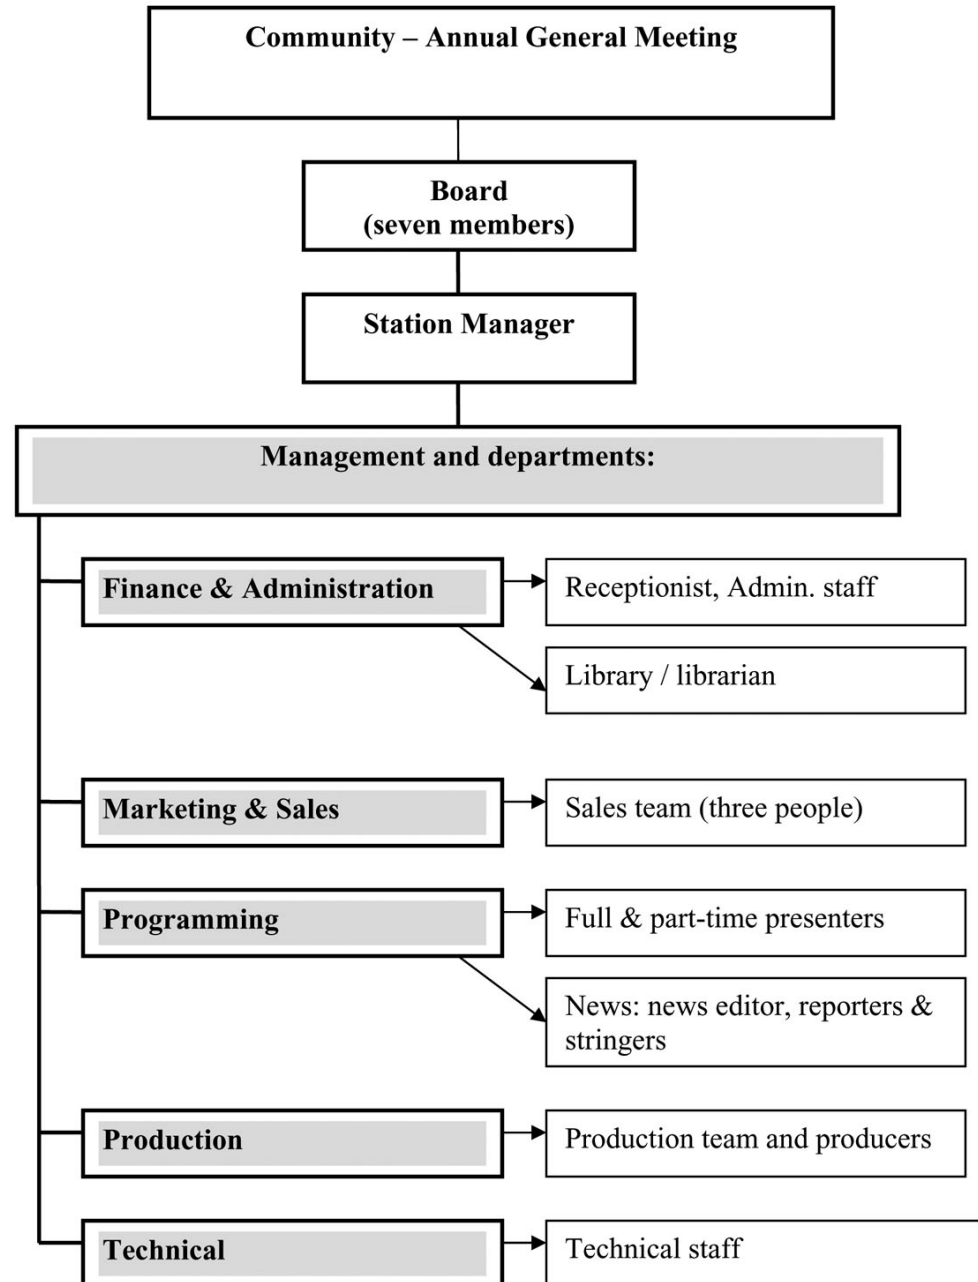 Community – Annual General Meeting
Board
(seven members)
Station Manager
Management and departments:
Finance & Administration
Receptionist, Admin. staff
Library / librarian
Marketing & Sales
Sales team (three people)
Programming
Full & part-time presenters
News: news editor, reporters &
stringers
Production
Production team and producers
Technical
Technical staff